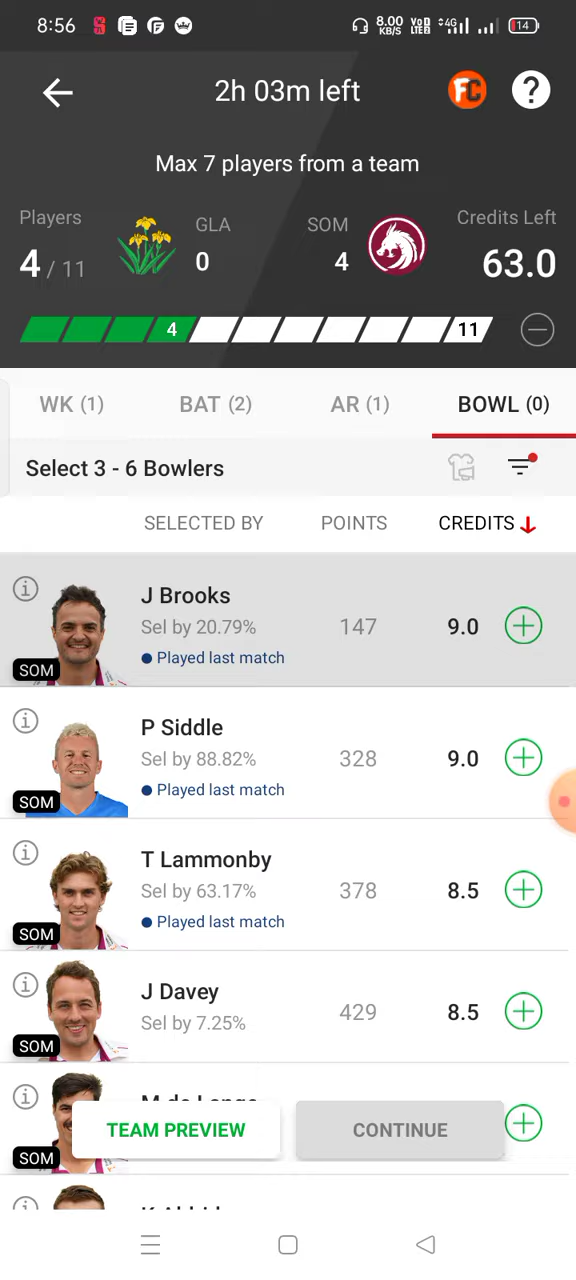 8:56 8.00 KB/S VoD LTE2 4G 14
2h 03m left FC ?
Max 7 players from a team
Players GLA SOM Credits Left
4 / 11 0 4 63.0
4 11
WK (1) BAT (2) AR (1) BOWL (0)
Select 3 - 6 Bowlers
SELECTED BY POINTS CREDITS
J Brooks
Sel by 20.79% 147 9.0
Played last match
SOM
P Siddle
Sel by 88.82% 328 9.0
Played last match
SOM
T Lammonby
Sel by 63.17% 378 8.5
Played last match
SOM
J Davey
Sel by 7.25% 429 8.5
SOM
TEAM PREVIEW CONTINUE
SOM